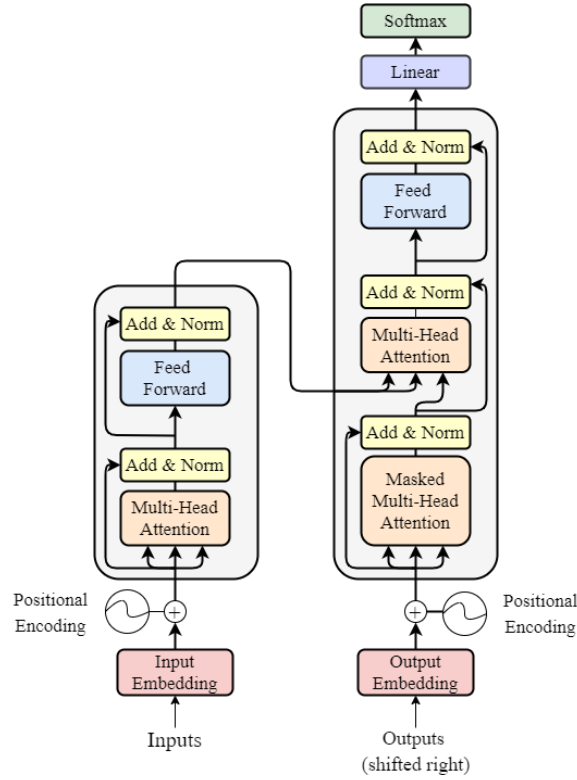 Softmax
Linear
Add & Norm
Feed
Forward
Add & Norm
Multi-Head
Attention
Add & Norm
Masked
Multi-Head
Attention
Add & Norm
Feed
Forward
Add & Norm
Multi-Head
Attention
Positional
Encoding
Positional
Encoding
Input
Embedding
Output
Embedding
Inputs
Outputs
(shifted right)